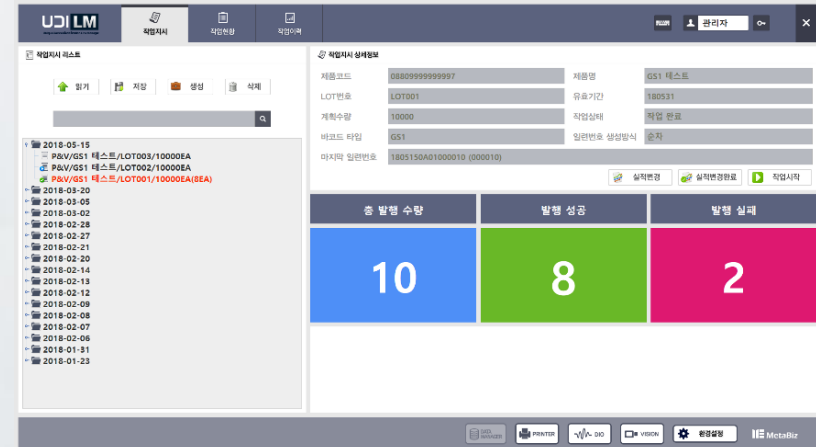 UDI LM
작업지시
작업현황
작업이력
관리자
작업지시 리스트
읽기 저장 생성 삭제
2018-05-15
P&V/GS1 테스트/LOT003/10000EA
P&V/GS1 테스트/LOT002/10000EA
P&V/GS1 테스트/LOT001/10000EA(8EA)
2018-03-20
2018-03-05
2018-03-02
2018-02-28
2018-02-27
2018-02-21
2018-02-20
2018-02-14
2018-02-13
2018-02-12
2018-02-09
2018-02-08
2018-02-07
2018-02-06
2018-01-31
2018-01-23
작업지시 상세정보
제품코드 08809999999997 제품명 GS1 테스트
LOT번호 LOT001 유효기간 180531
계획수량 10000 작업상태 작업 완료
바코드 타입 GS1 일련번호 생성방식 순차
마지막 일련번호 1805150A01000010 (000010)
실적변경 실적변경완료 작업시작
총 발행 수량 발행 성공 발행 실패
10 8 2
DATA MANAGER PRINTER DIO VISION 환경설정 MetaBiz